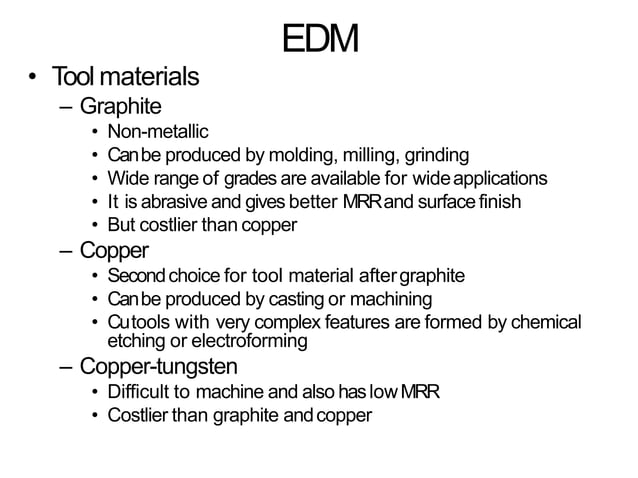 EDM
• Tool materials
– Graphite
• Non-metallic
• Can be produced by molding, milling, grinding
• Wide range of grades are available for wide applications
• It is abrasive and gives better MRR and surface finish
• But costlier than copper
– Copper
• Second choice for tool material after graphite
• Can be produced by casting or machining
• Cu tools with very complex features are formed by chemical
etching or electroforming
– Copper-tungsten
• Difficult to machine and also has low MRR
• Costlier than graphite and copper